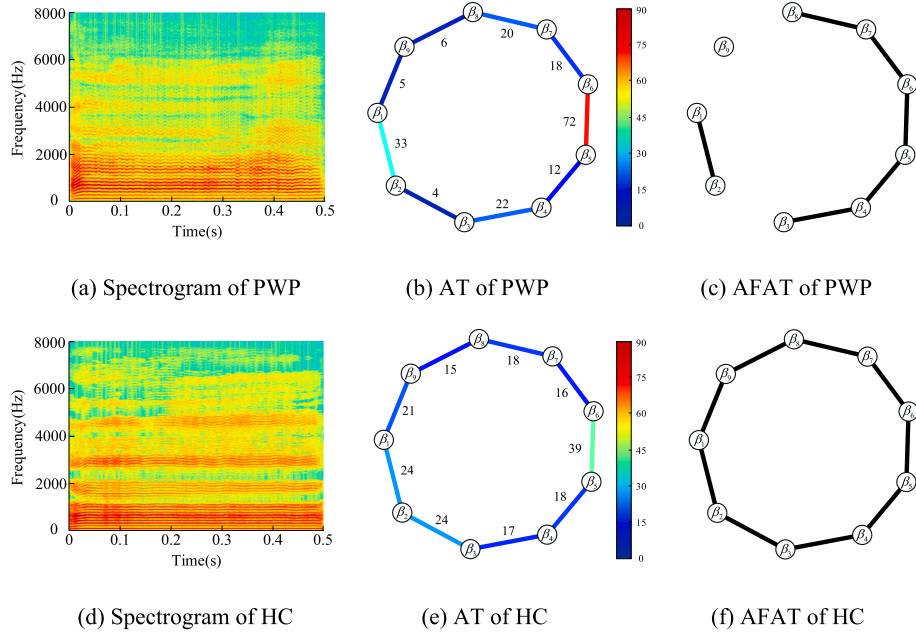 8000
6000
4000
2000
0
Frequency(Hz)
0 0.1 0.2 0.3 0.4 0.5
Time(s)
(a) Spectrogram of PWP
β₈ 20 β₇ 18 β₆ 72 β₅ 12 β₄ 22 β₃ 4 β₂ 33 β₁ 5 β₉ 6
90
75
60
45
30
15
0
(b) AT of PWP
β₈ β₇ β₆ β₅ β₄ β₃ β₂ β₁ β₉
(c) AFAT of PWP
8000
6000
4000
2000
0
Frequency(Hz)
0 0.1 0.2 0.3 0.4 0.5
Time(s)
(d) Spectrogram of HC
β₈ 18 β₇ 16 β₆ 39 β₅ 18 β₄ 17 β₃ 24 β₂ 24 β₁ 21 β₉ 15
90
75
60
45
30
15
0
(e) AT of HC
β₈ β₇ β₆ β₅ β₄ β₃ β₂ β₁ β₉
(f) AFAT of HC